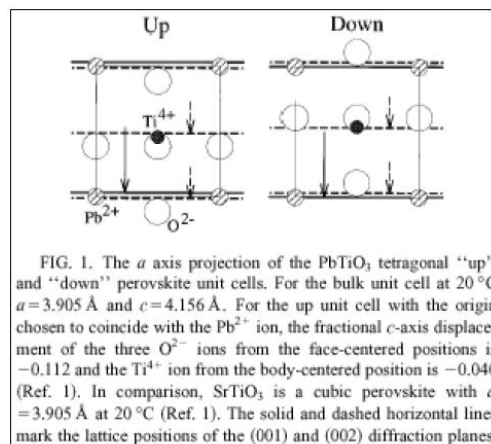 Up
Down
Ti4+
Pb2+
O2-
FIG. 1. The a axis projection of the PbTiO3 tetragonal “up”
and “down” perovskite unit cells. For the bulk unit cell at 20 °C
a=3.905 Å and c=4.156 Å. For the up unit cell with the origin
chosen to coincide with the Pb2+ ion, the fractional c-axis displace-
ment of the three O2- ions from the face-centered positions is
−0.112 and the Ti4+ ion from the body-centered position is
(Ref. 1). In comparison, SrTiO3 is a cubic perovskite with
=3.905 Å at 20 °C (Ref. 1). The solid and dashed horizontal line
mark the lattice positions of the (001) and (002) diffraction planes